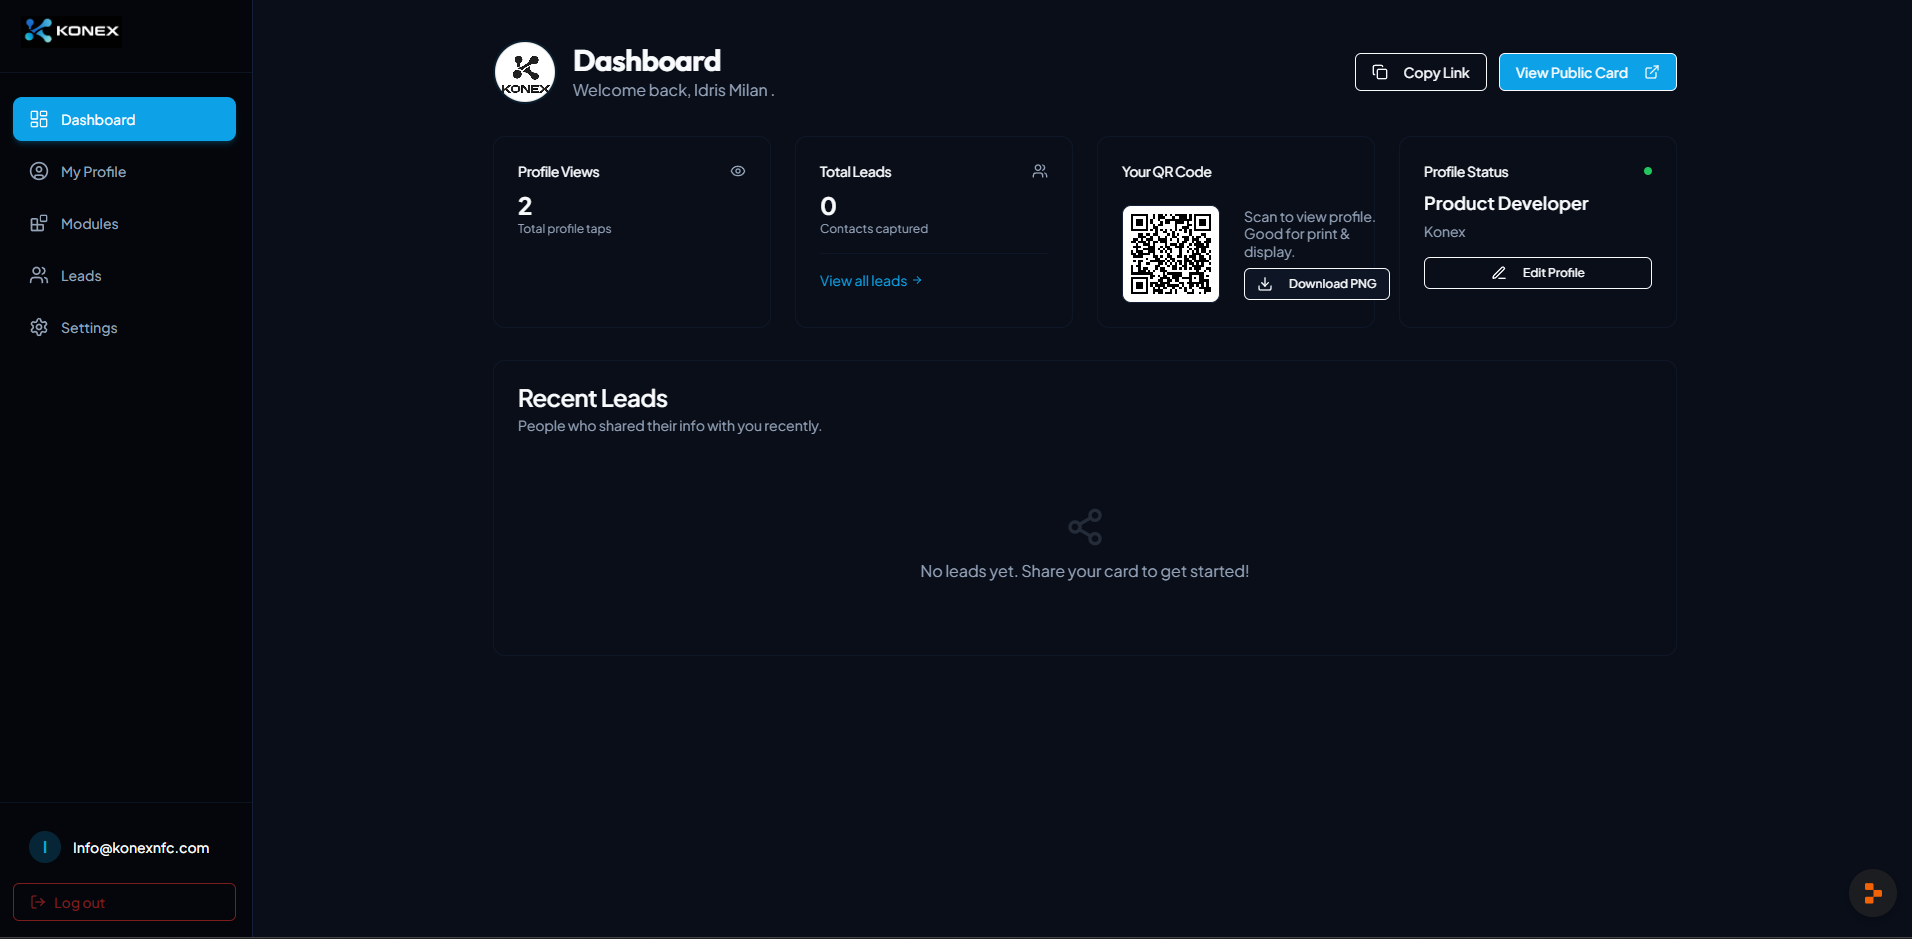 KONEX
Dashboard
My Profile
Modules
Leads
Settings
Info@konexnfc.com
I
Log out
KONEX
Dashboard
Welcome back, Idris Milan .
Copy Link
View Public Card
Profile Views
2
Total profile taps
Total Leads
0
Contacts captured
View all leads →
Your QR Code
Scan to view profile.
Good for print &
display.
Download PNG
Profile Status
Product Developer
Konex
Edit Profile
Recent Leads
People who shared their info with you recently.
No leads yet. Share your card to get started!